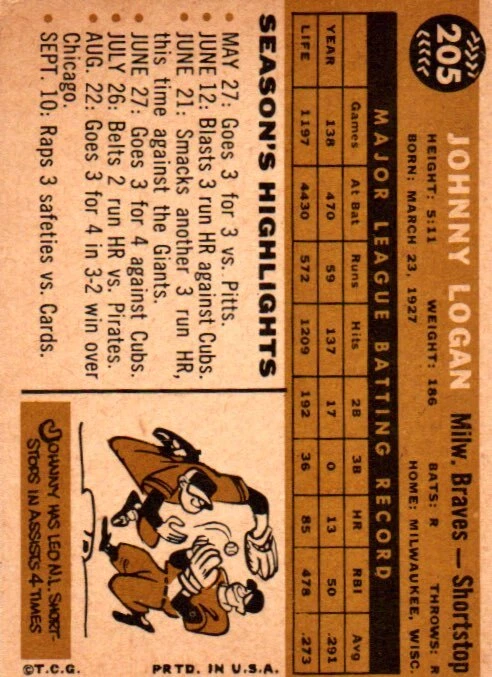 205
JOHNNY LOGAN Milw. Braves — Shortstop
HEIGHT: 5:11 WEIGHT: 186 BATS: R THROWS: R
BORN: MARCH 23, 1927 HOME: MILWAUKEE, WISC.
MAJOR LEAGUE BATTING RECORD
Games At Bat Runs Hits 2B 3B HR RBI Avg
YEAR 138 470 59 137 17 0 13 50 .291
LIFE 1197 4430 572 1209 192 36 85 478 .273
SEASON'S HIGHLIGHTS
MAY 27: Goes 3 for 3 vs. Pitts.
JUNE 12: Blasts 3 run HR against Cubs.
JUNE 21: Smacks another 3 run HR,
this time against the Giants.
JUNE 27: Goes 3 for 4 against Cubs.
JULY 26: Belts 2 run HR vs. Pirates.
AUG. 22: Goes 3 for 4 in 3-2 win over
Chicago.
SEPT. 10: Raps 3 safeties vs. Cards.
JOHNNY HAS LED N.L. SHORT-
STOPS IN ASSISTS 4 TIMES
©T.C.G. PRTD. IN U.S.A.